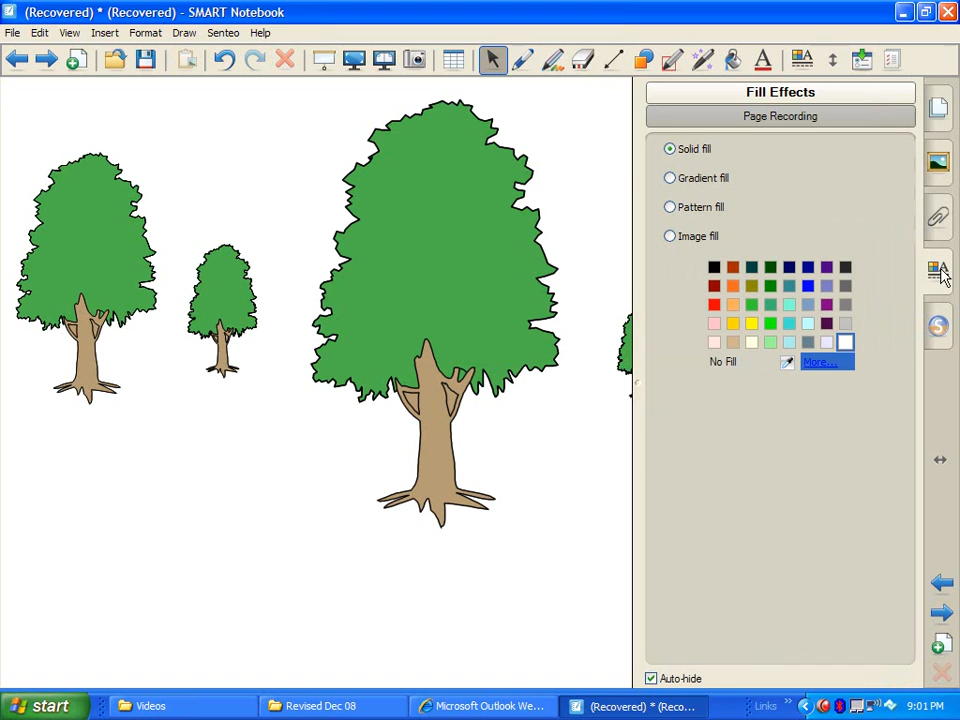 (Recovered) * (Recovered) - SMART Notebook
File Edit View Insert Format Draw Senteo Help
A
A
Fill Effects
Page Recording
Solid fill
Gradient fill
Pattern fill
Image fill
No Fill
More...
Auto-hide
start
Videos
Revised Dec 08
Microsoft Outlook We...
(Recovered) * (Reco...
Links
»
9:01 PM